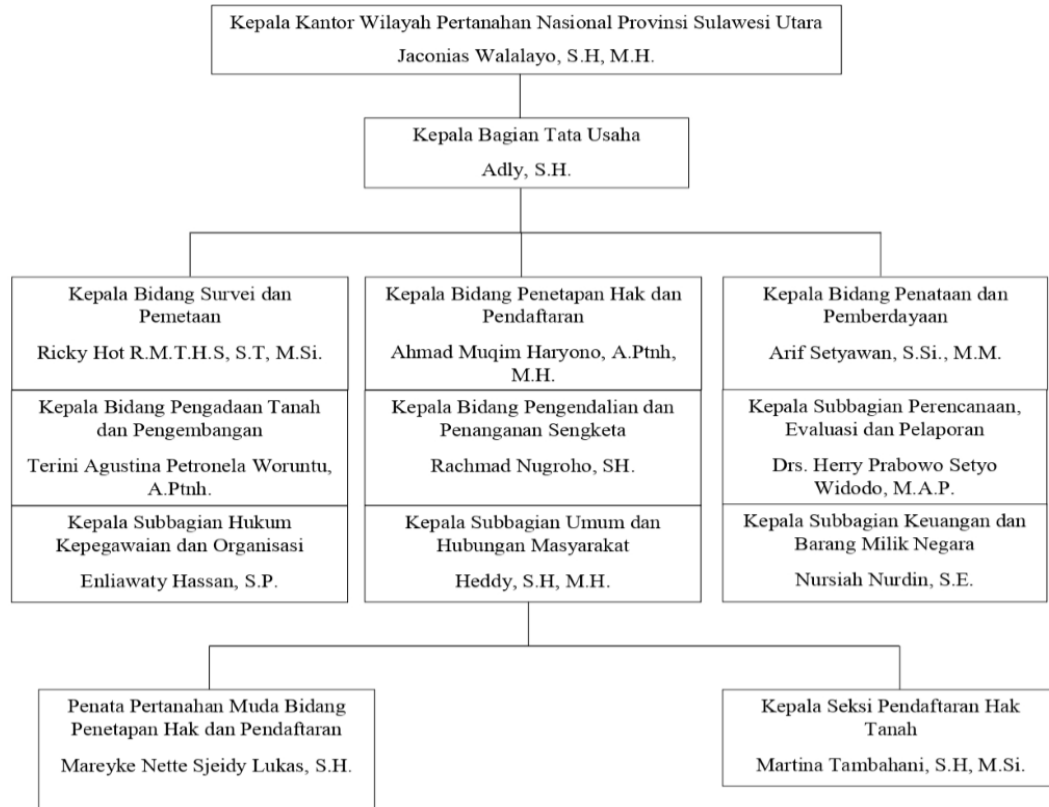 Kepala Kantor Wilayah Pertanahan Nasional Provinsi Sulawesi Utara
Jaconias Walalayo, S.H, M.H.
Kepala Bagian Tata Usaha
Adly, S.H.
Kepala Bidang Survei dan
Pemetaan
Ricky Hot R.M.T.H.S, S.T, M.Si.
Kepala Bidang Penetapan Hak dan
Pendaftaran
Ahmad Muqim Haryono, A.Ptnh,
M.H.
Kepala Bidang Penataan dan
Pemberdayaan
Arif Setyawan, S.Si., M.M.
Kepala Bidang Pengadaan Tanah
dan Pengembangan
Terini Agustina Petronela Woruntu,
A.Ptnh.
Kepala Bidang Pengendalian dan
Penanganan Sengketa
Rachmad Nugroho, SH.
Kepala Subbagian Perencanaan,
Evaluasi dan Pelaporan
Drs. Herry Prabowo Setyo
Widodo, M.A.P.
Kepala Subbagian Hukum
Kepegawaian dan Organisasi
Enliawaty Hassan, S.P.
Kepala Subbagian Umum dan
Hubungan Masyarakat
Heddy, S.H, M.H.
Kepala Subbagian Keuangan dan
Barang Milik Negara
Nursiah Nurdin, S.E.
Penata Pertanahan Muda Bidang
Penetapan Hak dan Pendaftaran
Mareyke Nette Sjeidy Lukas, S.H.
Kepala Seksi Pendaftaran Hak
Tanah
Martina Tambahani, S.H, M.Si.